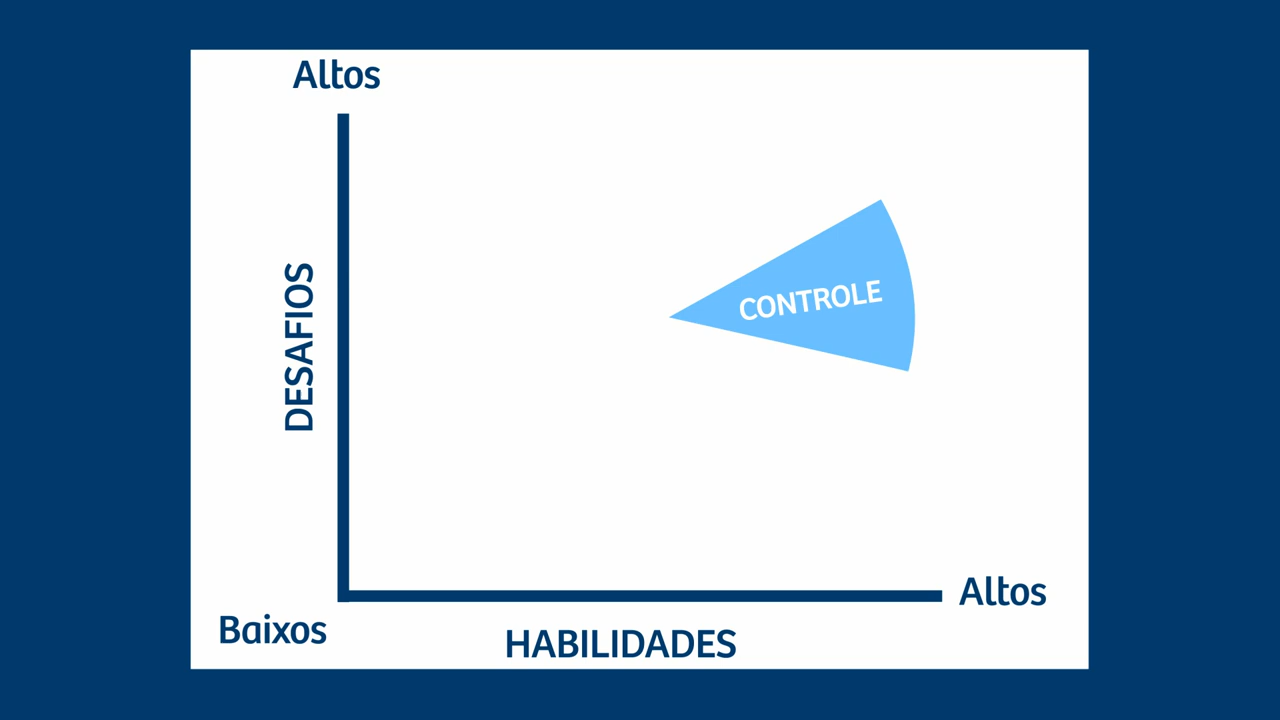 Altos
DESAFIOS
CONTROLE
Altos
Baixos
HABILIDADES